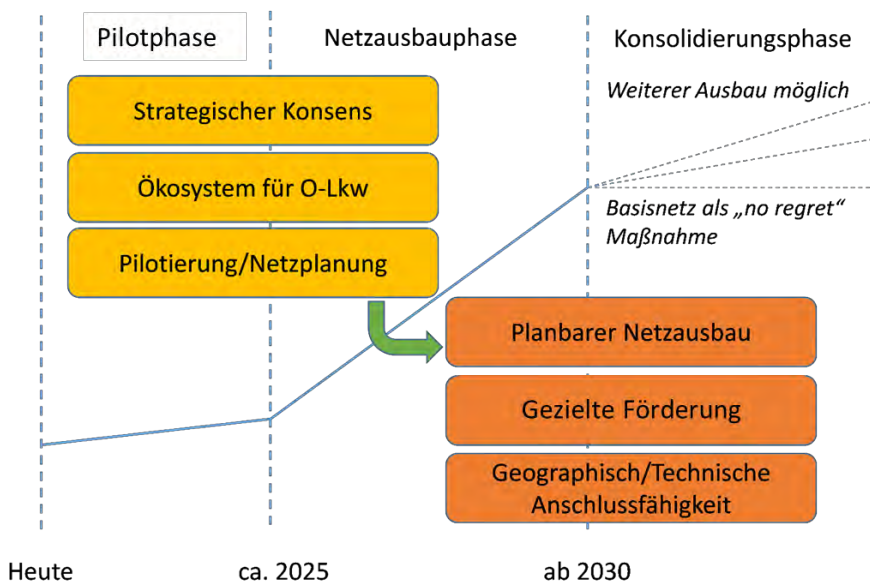 Pilotphase
Netzausbauphase
Konsolidierungsphase
Strategischer Konsens
Weiterer Ausbau möglich
Ökosystem für O-Lkw
Basisnetz als „no regret“
Maßnahme
Pilotierung/Netzplanung
Planbarer Netzausbau
Gezielte Förderung
Geographisch/Technische
Anschlussfähigkeit
Heute
ca. 2025
ab 2030